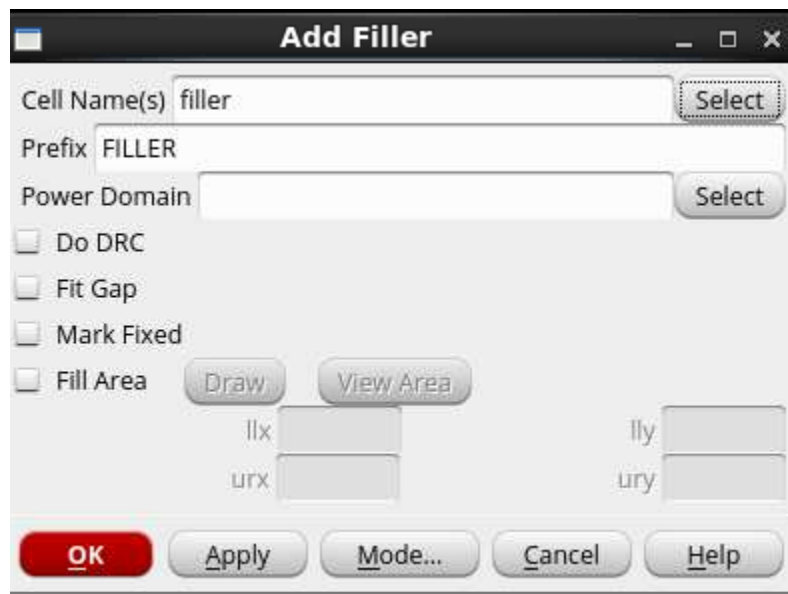 Add Filler
Cell Name(s) filler Select
Prefix FILLER
Power Domain Select
Do DRC
Fit Gap
Mark Fixed
Fill Area Draw View Area
llx lly
urx ury
OK Apply Mode... Cancel Help